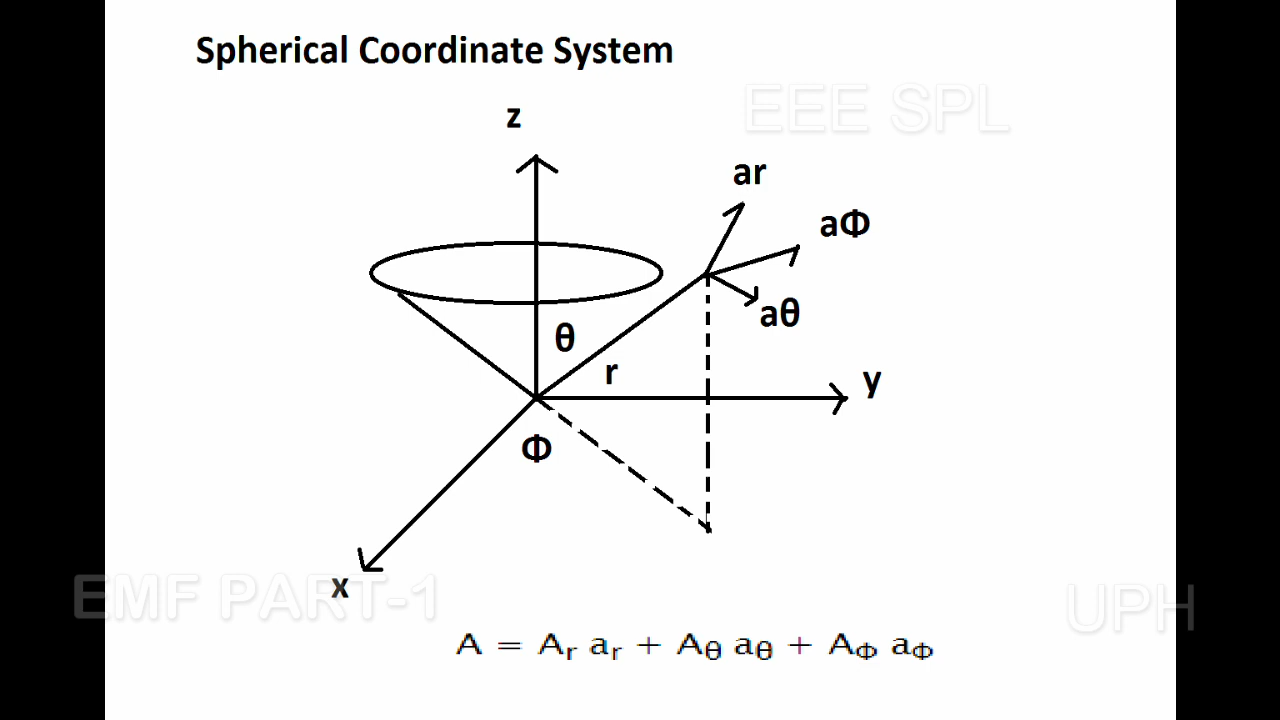 Spherical Coordinate System
EEE SPL
z
ar
aΦ
aθ
θ
r
y
Φ
x
EMF PART-1
UPH
A = Ar ar + Aθ aθ + AΦ aΦ